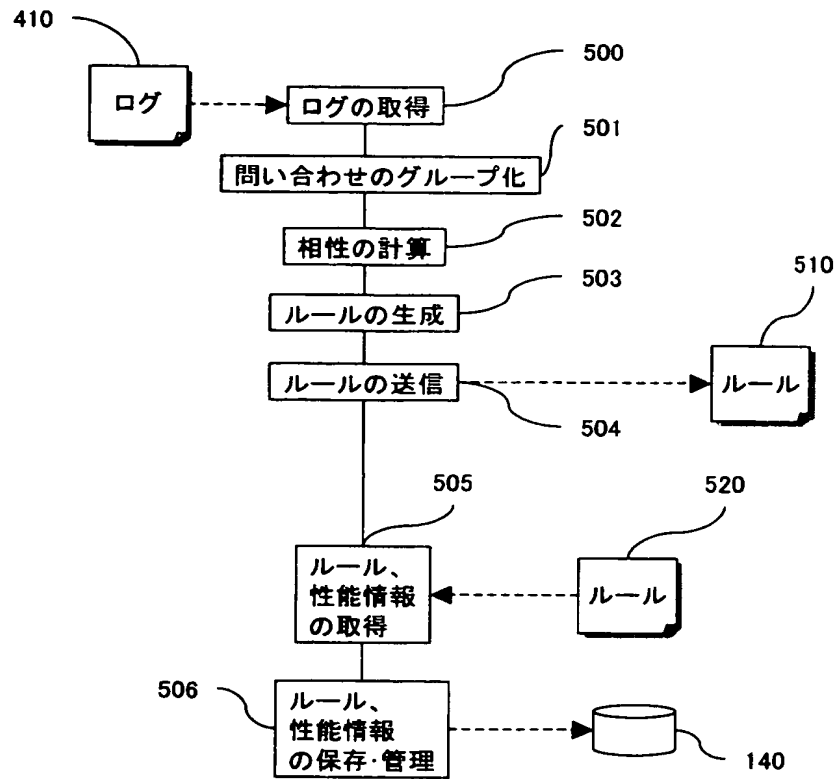 410
ログ
ログの取得
500
問い合わせのグループ化
501
相性の計算
502
ルールの生成
503
ルールの送信
504
510
ルール
505
ルール、
性能情報
の取得
520
ルール
506
ルール、
性能情報
の保存・管理
140